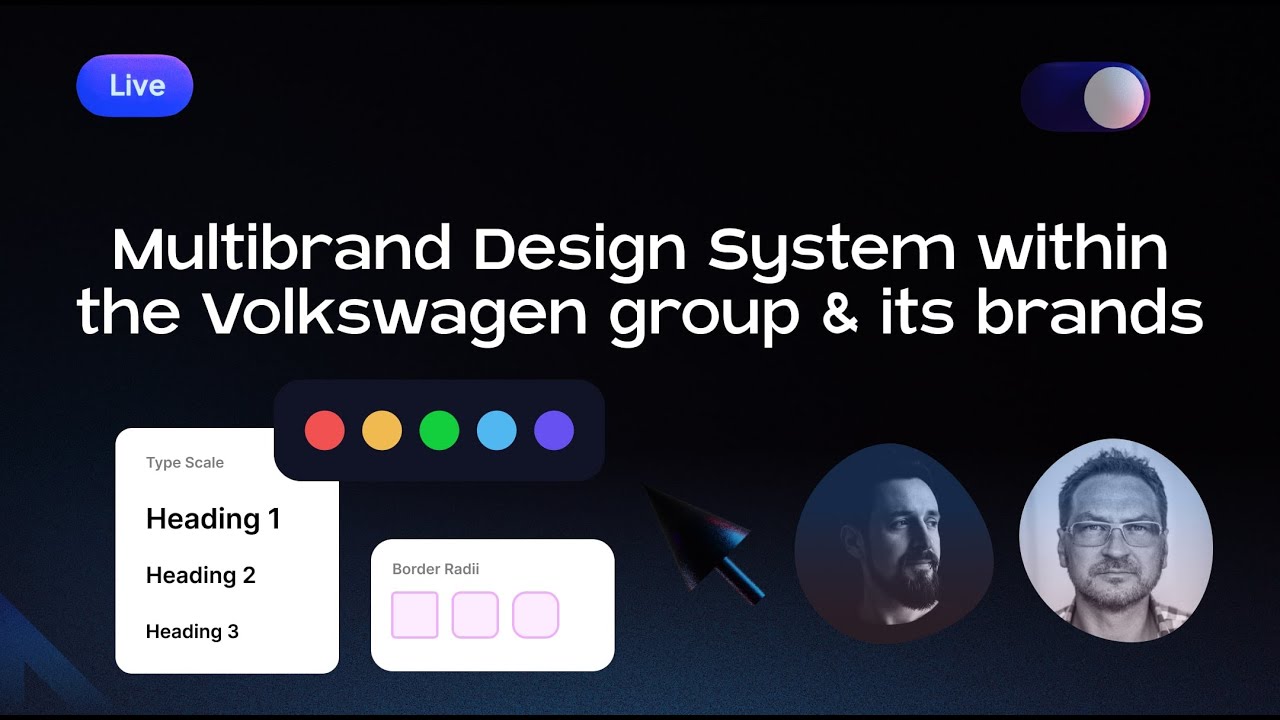 Live
Multibrand Design System within
the Volkswagen group & its brands
Type Scale
Heading 1
Heading 2
Heading 3
Border Radii